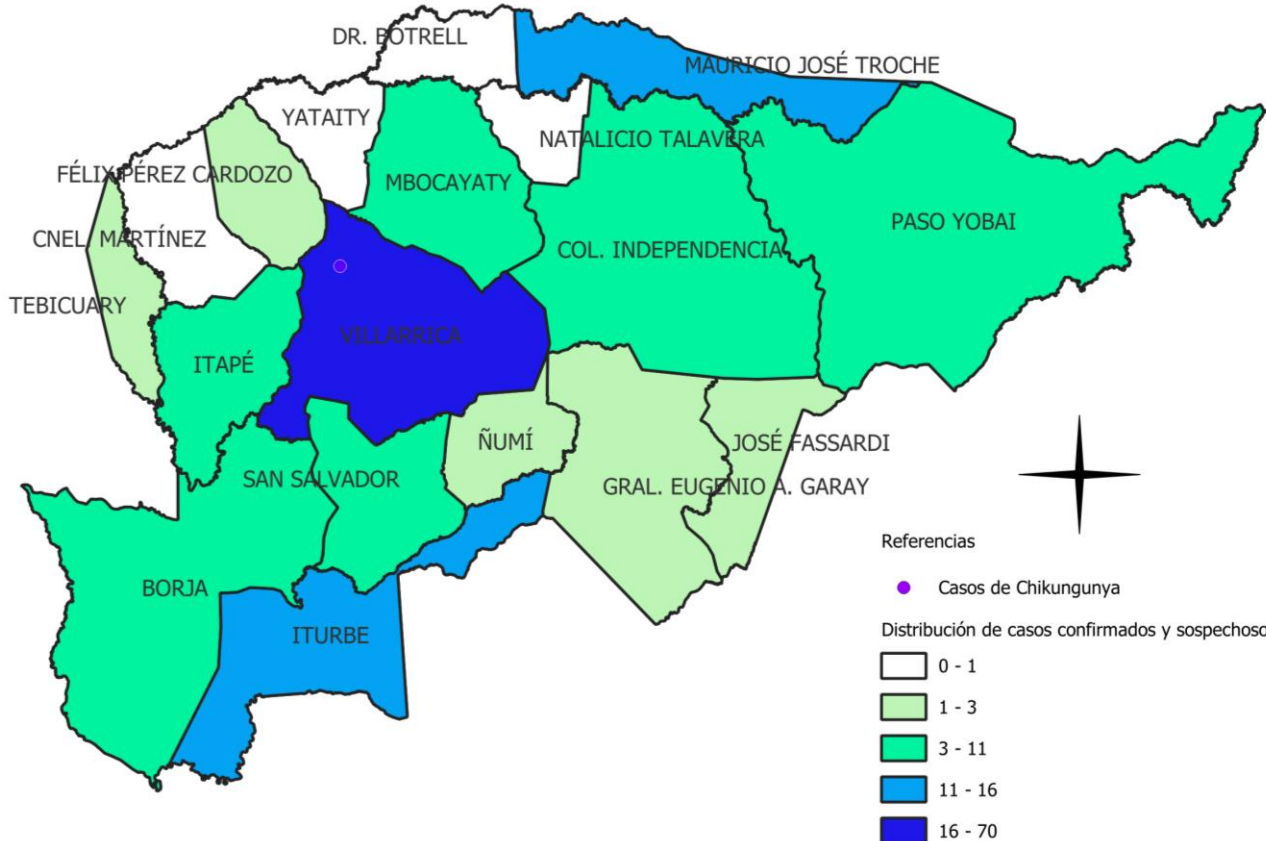 DR. BOTRELL
MAURICIO JOSÉ TROCHE
YATAITY
NATALICIO TALAVERA
FÉLIX PÉREZ CARDOZO
MBOCAYATY
PASO YOBAI
CNEL. MARTÍNEZ
COL. INDEPENDENCIA
TEBICUARY
VILLARRICA
ITAPÉ
ÑUMÍ
JOSÉ FASSARDI
SAN SALVADOR
GRAL. EUGENIO A. GARAY
BORJA
ITURBE
Referencias
Casos de Chikungunya
Distribución de casos confirmados y sospechoso
0 - 1
1 - 3
3 - 11
11 - 16
16 - 70